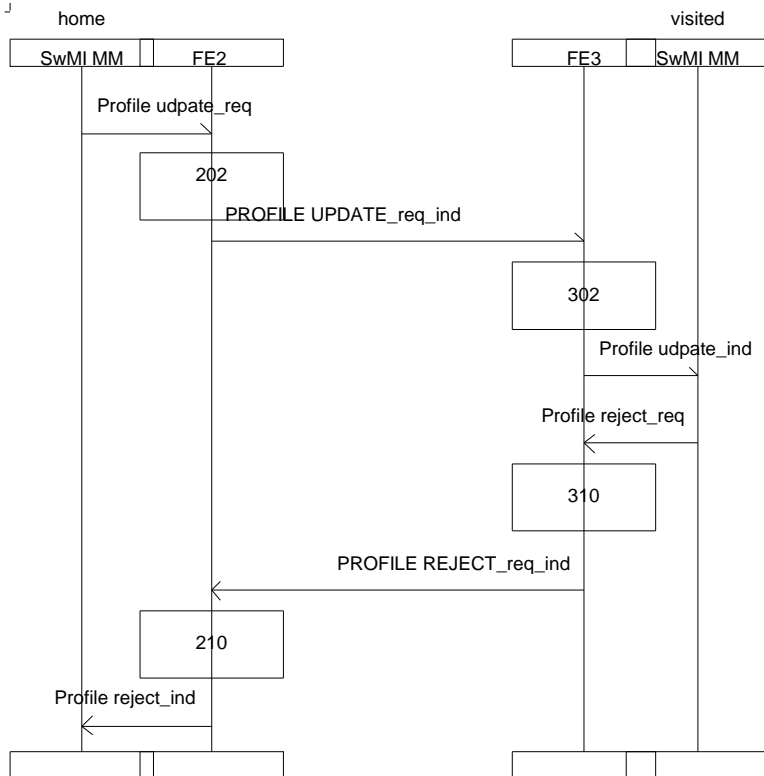 home visited
SwMI MM FE2 FE3 SwMI MM
Profile udpate_req
202
PROFILE UPDATE_req_ind
302
Profile udpate_ind
Profile reject_req
310
PROFILE REJECT_req_ind
210
Profile reject_ind